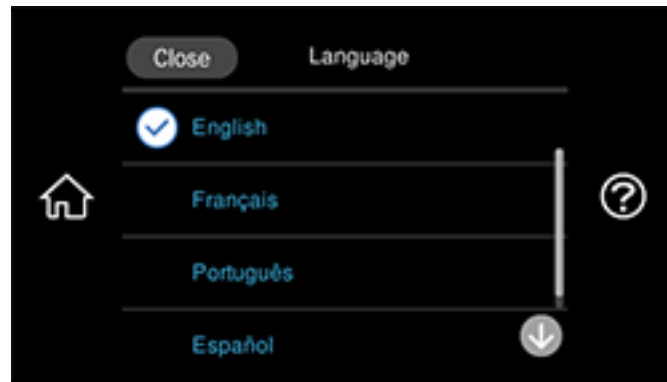 Close Language
English
Français
Português
Español